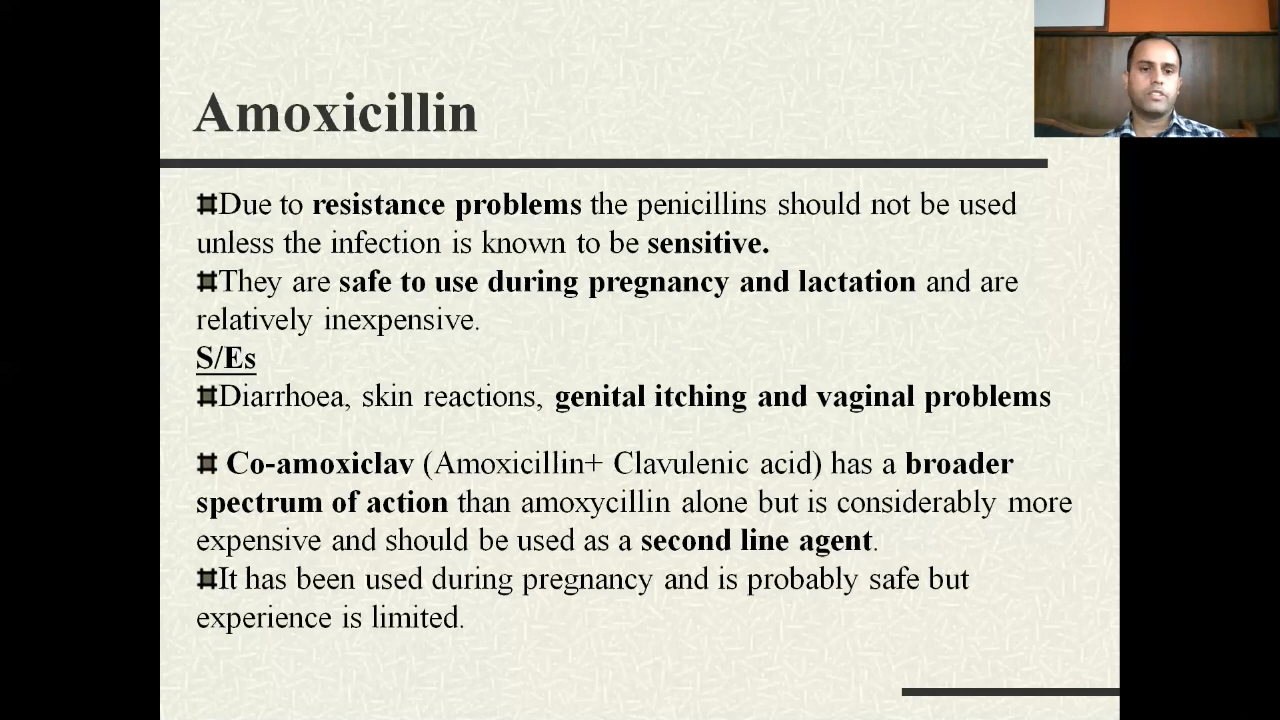 Amoxicillin
Due to resistance problems the penicillins should not be used
unless the infection is known to be sensitive.
They are safe to use during pregnancy and lactation and are
relatively inexpensive.
S/Es
Diarrhoea, skin reactions, genital itching and vaginal problems
Co-amoxiclav (Amoxicillin+ Clavulenic acid) has a broader
spectrum of action than amoxycillin alone but is considerably more
expensive and should be used as a second line agent.
It has been used during pregnancy and is probably safe but
experience is limited.